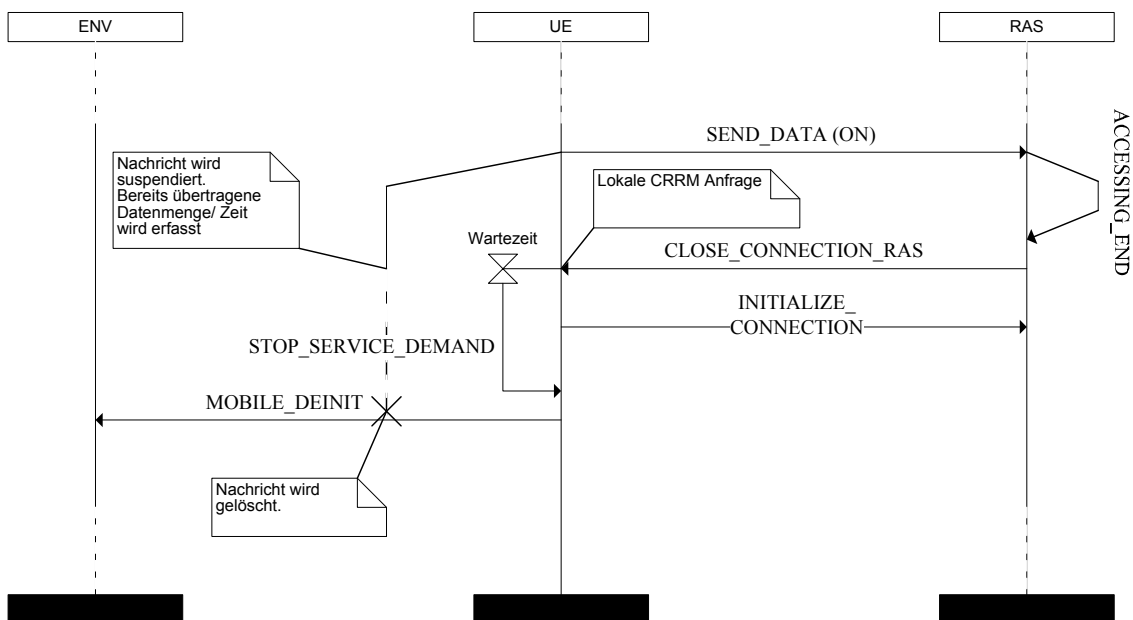 ENV
UE
RAS
SEND_DATA (ON)
ACCESSING_END
Nachricht wird
suspendiert.
Bereits übertragene
Datenmenge/ Zeit
wird erfasst
Lokale CRRM Anfrage
Wartezeit
CLOSE_CONNECTION_RAS
INITIALIZE_
CONNECTION
STOP_SERVICE_DEMAND
MOBILE_DEINIT
Nachricht wird
gelöscht.